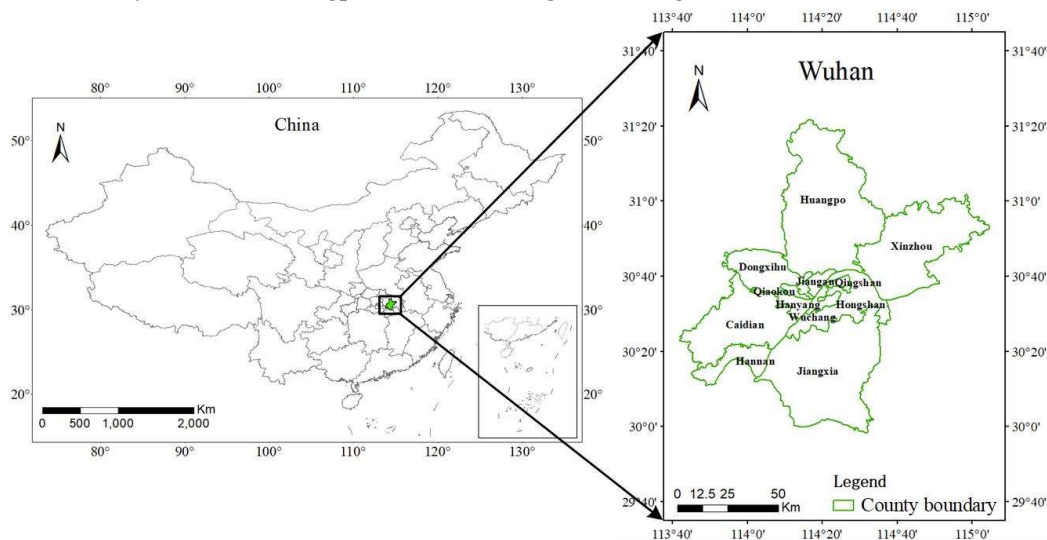 80° 90° 100° 110° 120° 130°
N
China
50°
40°
30°
20°
50°
40°
30°
20°
Km
0 500 1,000 2,000
80° 90° 100° 110° 120° 130°
113°40' 114°0' 114°20' 114°40' 115°0'
31°40'
31°20'
31°0'
30°40'
30°20'
30°0'
29°40'
31°40'
31°20'
31°0'
30°40'
30°20'
30°0'
29°40'
N
Wuhan
Huangpo
Xinzhou
Dongxihu
Jiangan
Qingshan
Qiaokou
Hanyang
Hongshan
Wuchang
Caidian
Hannan
Jiangxia
Legend
County boundary
0 12.5 25 50
Km
113°40' 114°0' 114°20' 114°40' 115°0'